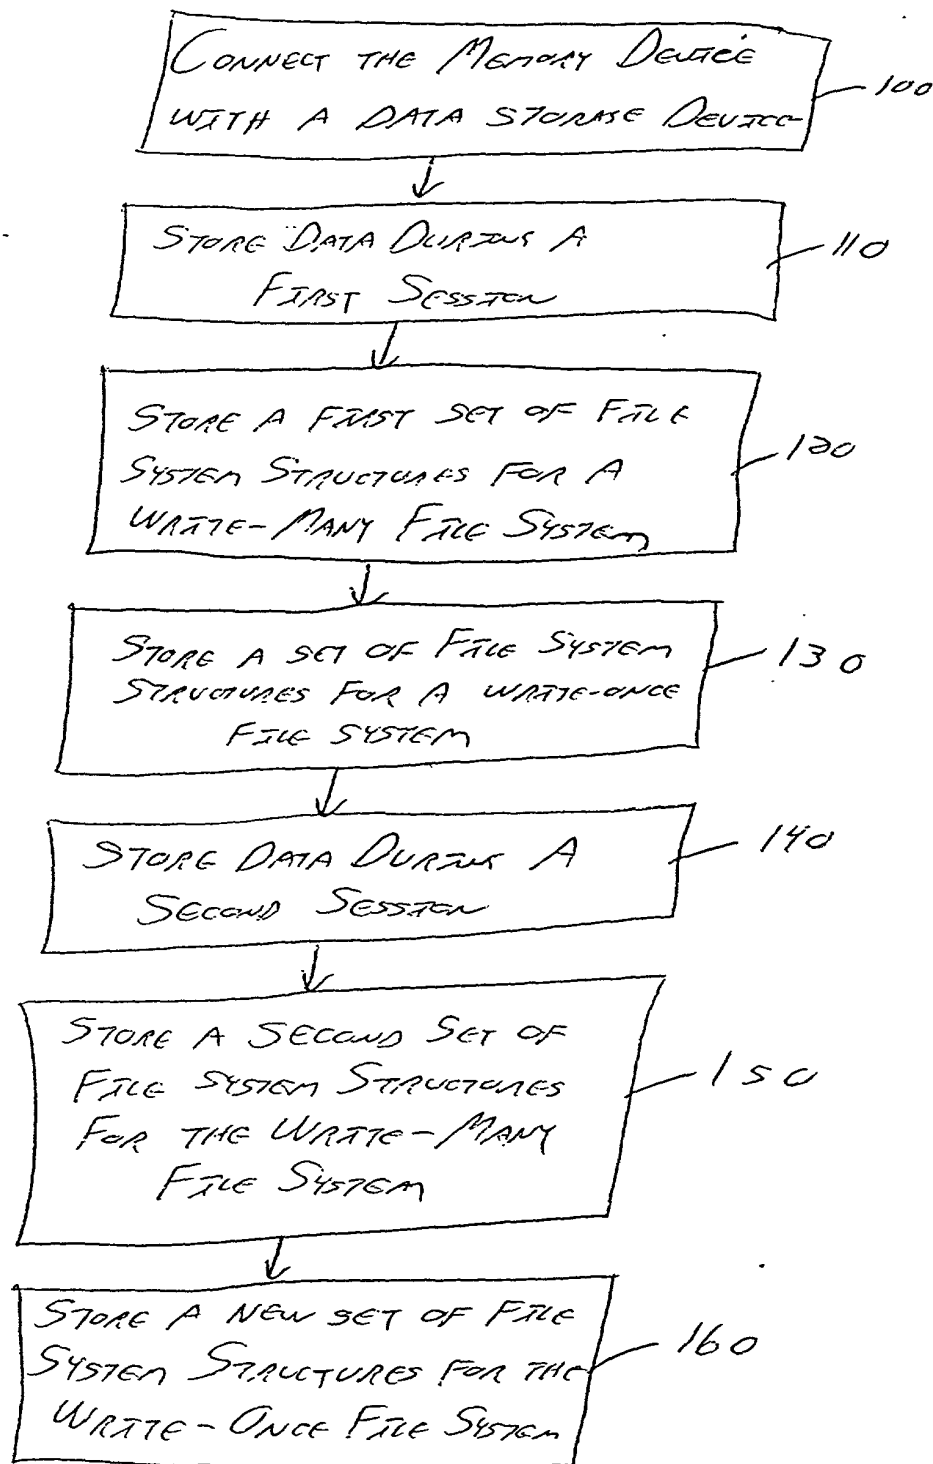 CONNECT THE MEMORY DEVICE
WITH A DATA STORAGE DEVICE
100
STORE DATA DURING A
FIRST SESSION
110
STORE A FIRST SET OF FILE
SYSTEM STRUCTURES FOR A
WRITE-MANY FILE SYSTEM
120
STORE A SET OF FILE SYSTEM
STRUCTURES FOR A WRITE-ONCE
FILE SYSTEM
130
STORE DATA DURING A
SECOND SESSION
140
STORE A SECOND SET OF
FILE SYSTEM STRUCTURES
FOR THE WRITE-MANY
FILE SYSTEM
150
STORE A NEW SET OF FILE
SYSTEM STRUCTURES FOR THE
WRITE-ONCE FILE SYSTEM
160